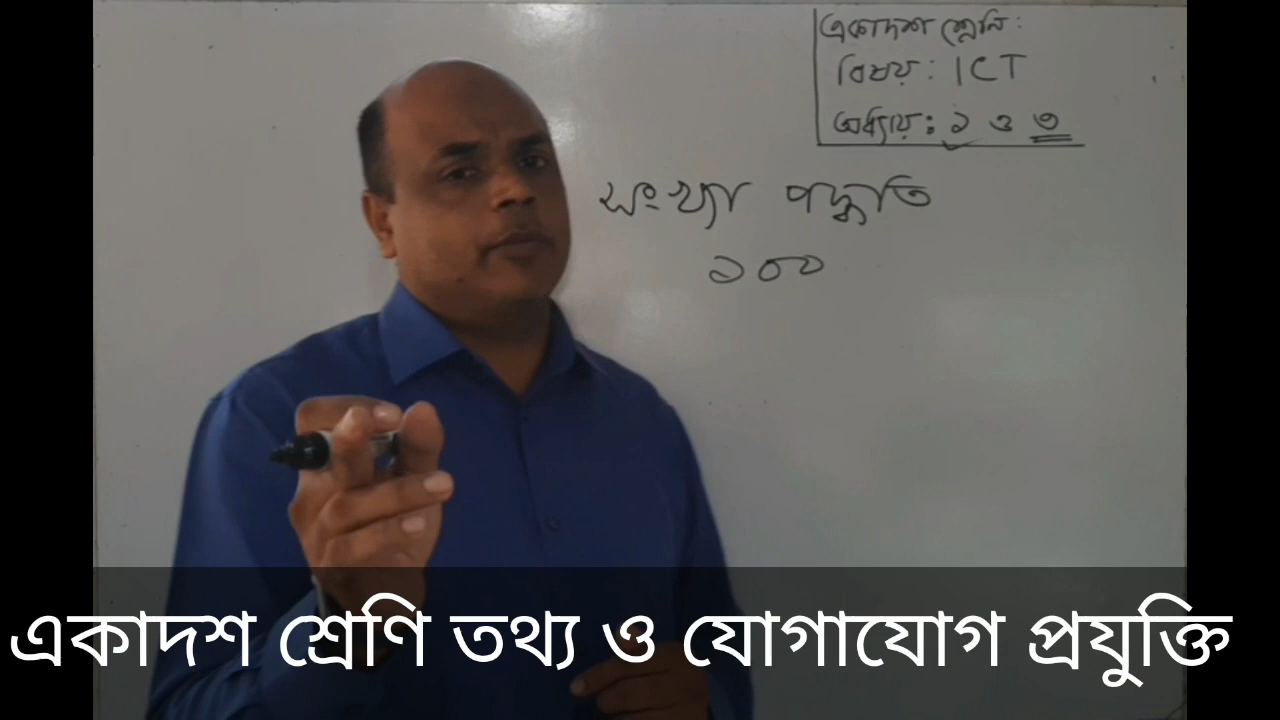 একাদশ শ্রেনি:
বিষয়: ICT
অধ্যায়: ১ ও ৩
সংখ্যা পদ্ধতি
১০০
একাদশ শ্রেণি তথ্য ও যোগাযোগ প্রযুক্তি